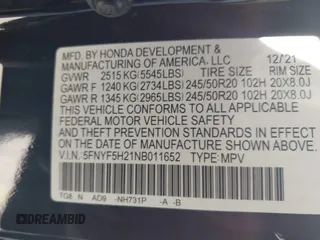 MFD. BY HONDA DEVELOPMENT &
MANUFACTURING OF AMERICA, LLC 12/21
GVWR 2515 KG(5545LBS) TIRE SIZE RIM SIZE
GAWR F 1240 KG(2734LBS) 245/50R20 102H 20X8.0J
GAWR R 1345 KG(2965LBS) 245/50R20 102H 20X8.0J
THIS VEHICLE CONFORMS TO ALL APPLICABLE
FEDERAL MOTOR VEHICLE SAFETY STANDARDS
IN EFFECT ON THE DATE OF MANUFACTURE
SHOWN ABOVE.
V.I.N.:5FNYF5H21NB011652 TYPE:MPV
TG8 N AD9 -NH731P -A -B
DREAMBID